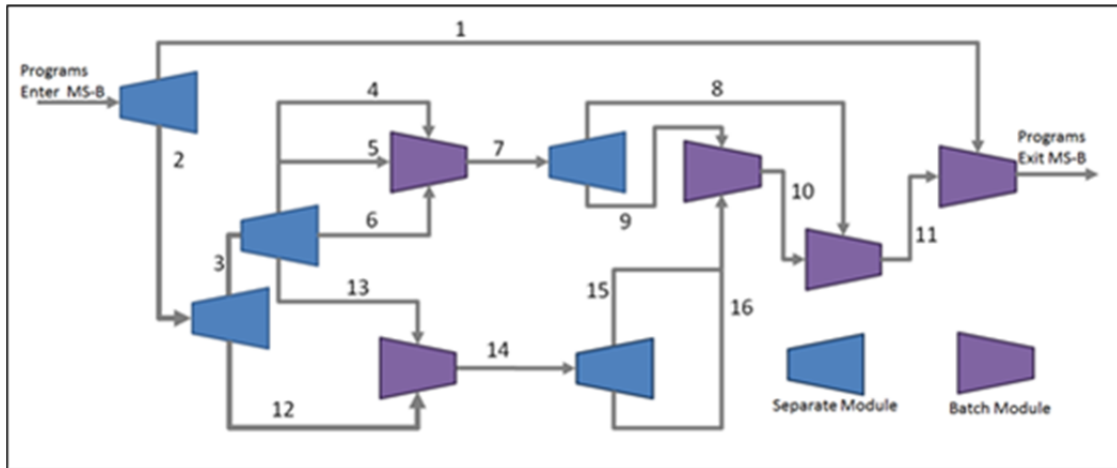 1
Programs
Enter MS-B
4
8
2
5
7
Programs
Exit MS-B
6
9
10
11
3
13
15
16
14
12
Separate Module
Batch Module